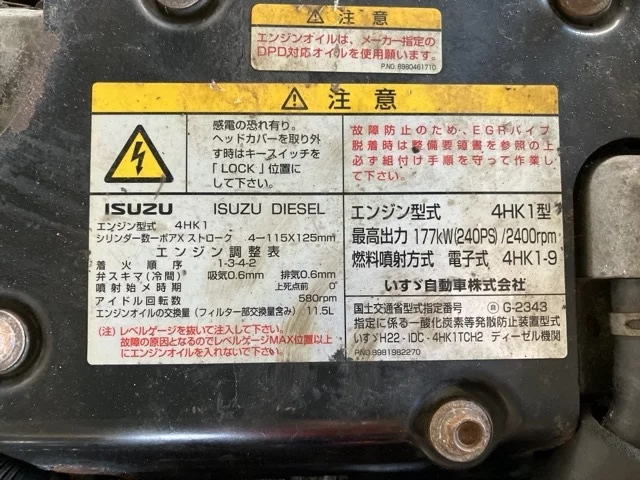 注意
エンジンオイルは、メーカー指定の
DPD対応オイルを使用願います。
P.NO. 8980461710
注意
感電の恐れ有り。
ヘッドカバーを取り外
す時はキースイッチを
「LOCK」位置に
して下さい。
故障防止のため、EGRパイプ
脱着時は整備要領書を参照の上
必ず組付け手順を守って作業し
て下さい。
ISUZU ISUZU DIESEL
エンジン型式 4HK1
シリンダー数ーボアX ストローク 4ー115X125mm
エンジン調整表
着火順序 1-3-4-2
弁スキマ(冷間) 吸気0.6mm 排気0.6mm
噴射始メ時期 上死点前 0°
アイドル回転数 580rpm
エンジンオイルの交換量(フィルター部交換量含み) 11.5L
(注)レベルゲージを抜いて注入して下さい。
故障の原因となるのでレベルゲージMAX位置以上
にエンジンオイルを入れないで下さい。
エンジン型式 4HK1型
最高出力 177kW(240PS)/2400rpm
燃料噴射方式 電子式 4HK1-9
いすゞ自動車株式会社
国土交通省型式指定番号 G-2343
指定に係る一酸化炭素等発散防止装置型式
いすゞH22-IDC-4HK1TCH2 ディーゼル機関
P.NO.8981982270